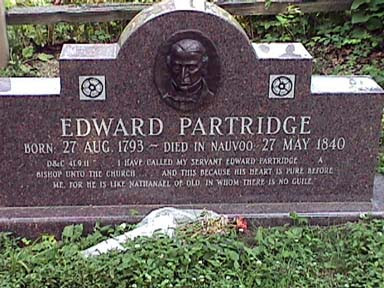 EDWARD PARTRIDGE
BORN: 27 AUG. 1793 ~ DIED IN NAUVOO: 27 MAY 1840
D&C 41:9,11 " . . . I HAVE CALLED MY SERVANT EDWARD PARTRIDGE . . . A
BISHOP UNTO THE CHURCH . . . AND THIS BECAUSE HIS HEART IS PURE BEFORE
ME, FOR HE IS LIKE NATHANAEL OF OLD, IN WHOM THERE IS NO GUILE."